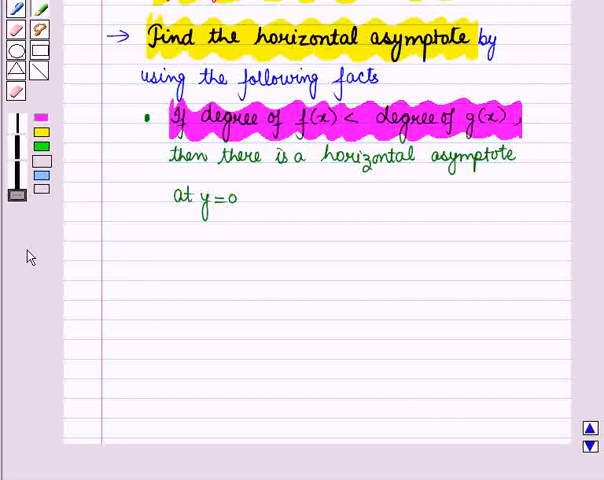 → Find the horizontal asymptote by
using the following facts
• If degree of f(x) < degree of g(x),
then there is a horizontal asymptote
at y=0